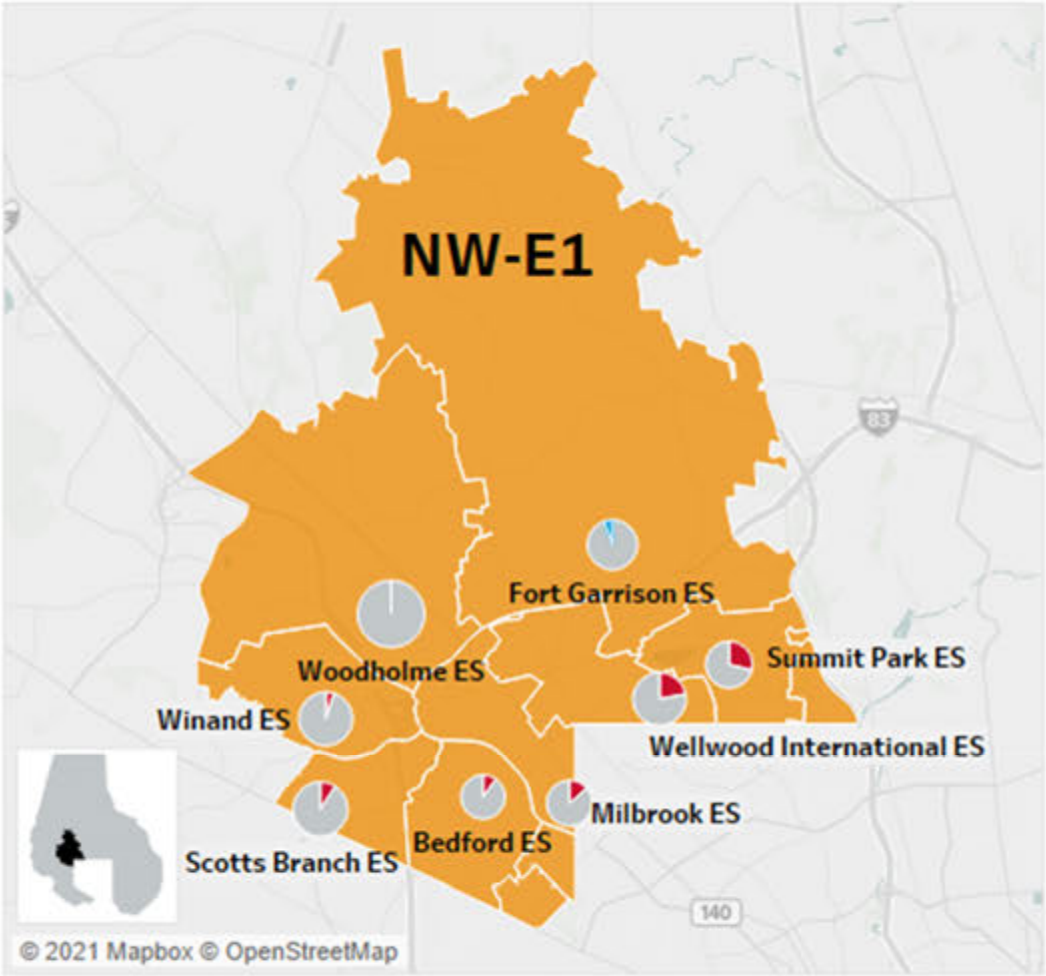 NW-E1
83
Fort Garrison ES
Woodholme ES
Summit Park ES
Winand ES
Wellwood International ES
Milbrook ES
Bedford ES
Scotts Branch ES
140
© 2021 Mapbox © OpenStreetMap